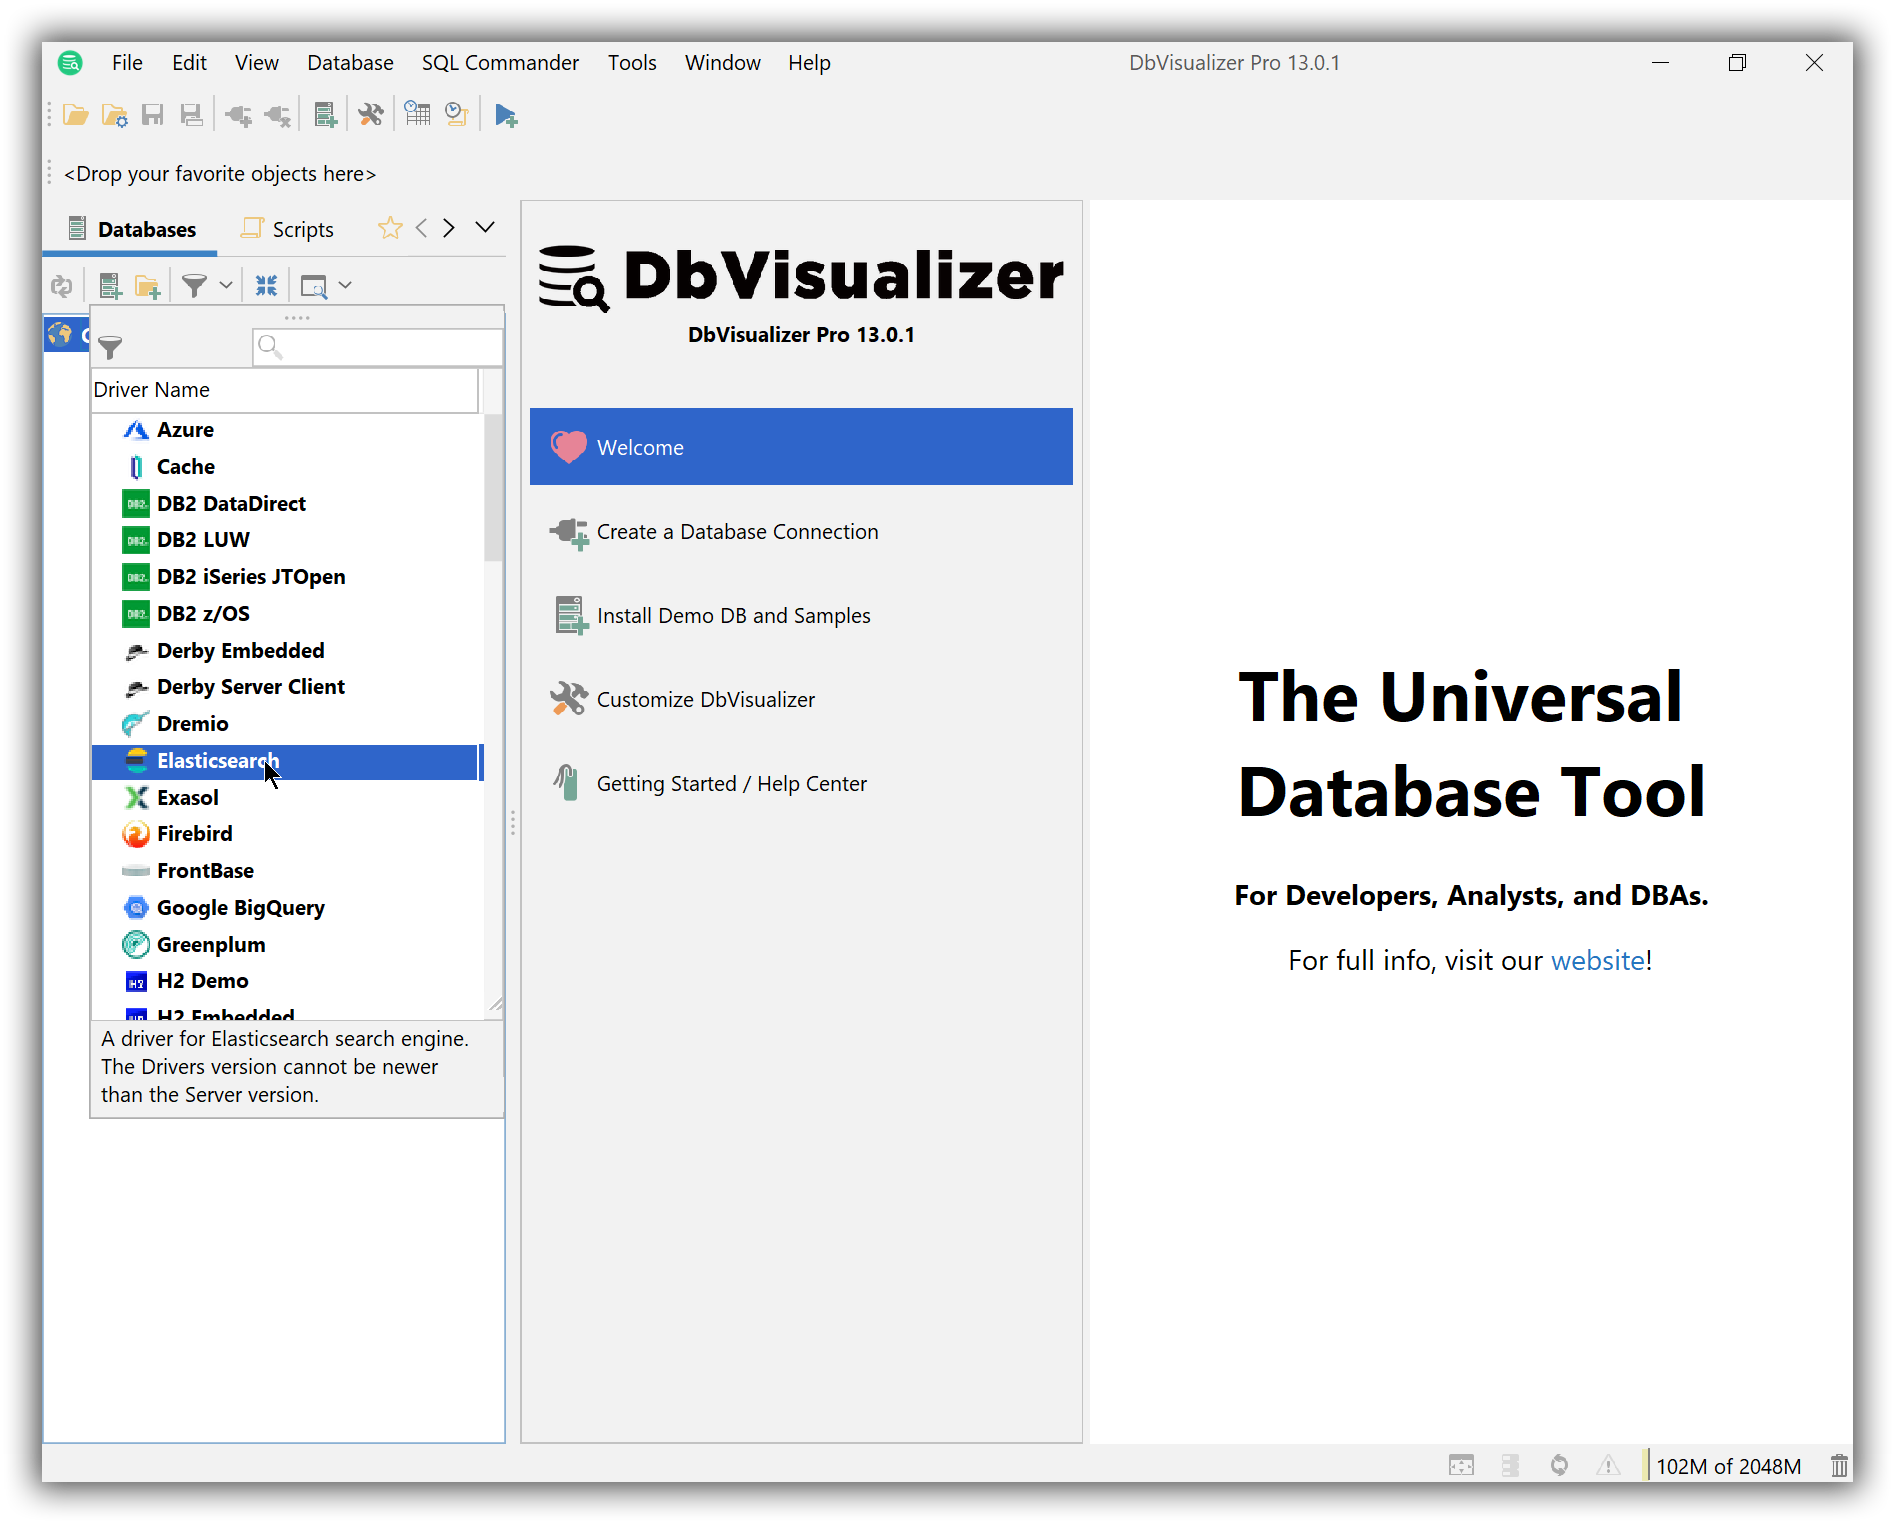 File Edit View Database SQL Commander Tools Window Help DbVisualizer Pro 13.0.1
<Drop your favorite objects here>
Databases Scripts
Driver Name
Azure
Cache
DB2 DataDirect
DB2 LUW
DB2 iSeries JTOpen
DB2 z/OS
Derby Embedded
Derby Server Client
Dremio
Elasticsearch
Exasol
Firebird
FrontBase
Google BigQuery
Greenplum
H2 Demo
H2 Embedded
A driver for Elasticsearch search engine.
The Drivers version cannot be newer
than the Server version.
DbVisualizer
DbVisualizer Pro 13.0.1
Welcome
Create a Database Connection
Install Demo DB and Samples
Customize DbVisualizer
Getting Started / Help Center
The Universal
Database Tool
For Developers, Analysts, and DBAs.
For full info, visit our website!
102M of 2048M